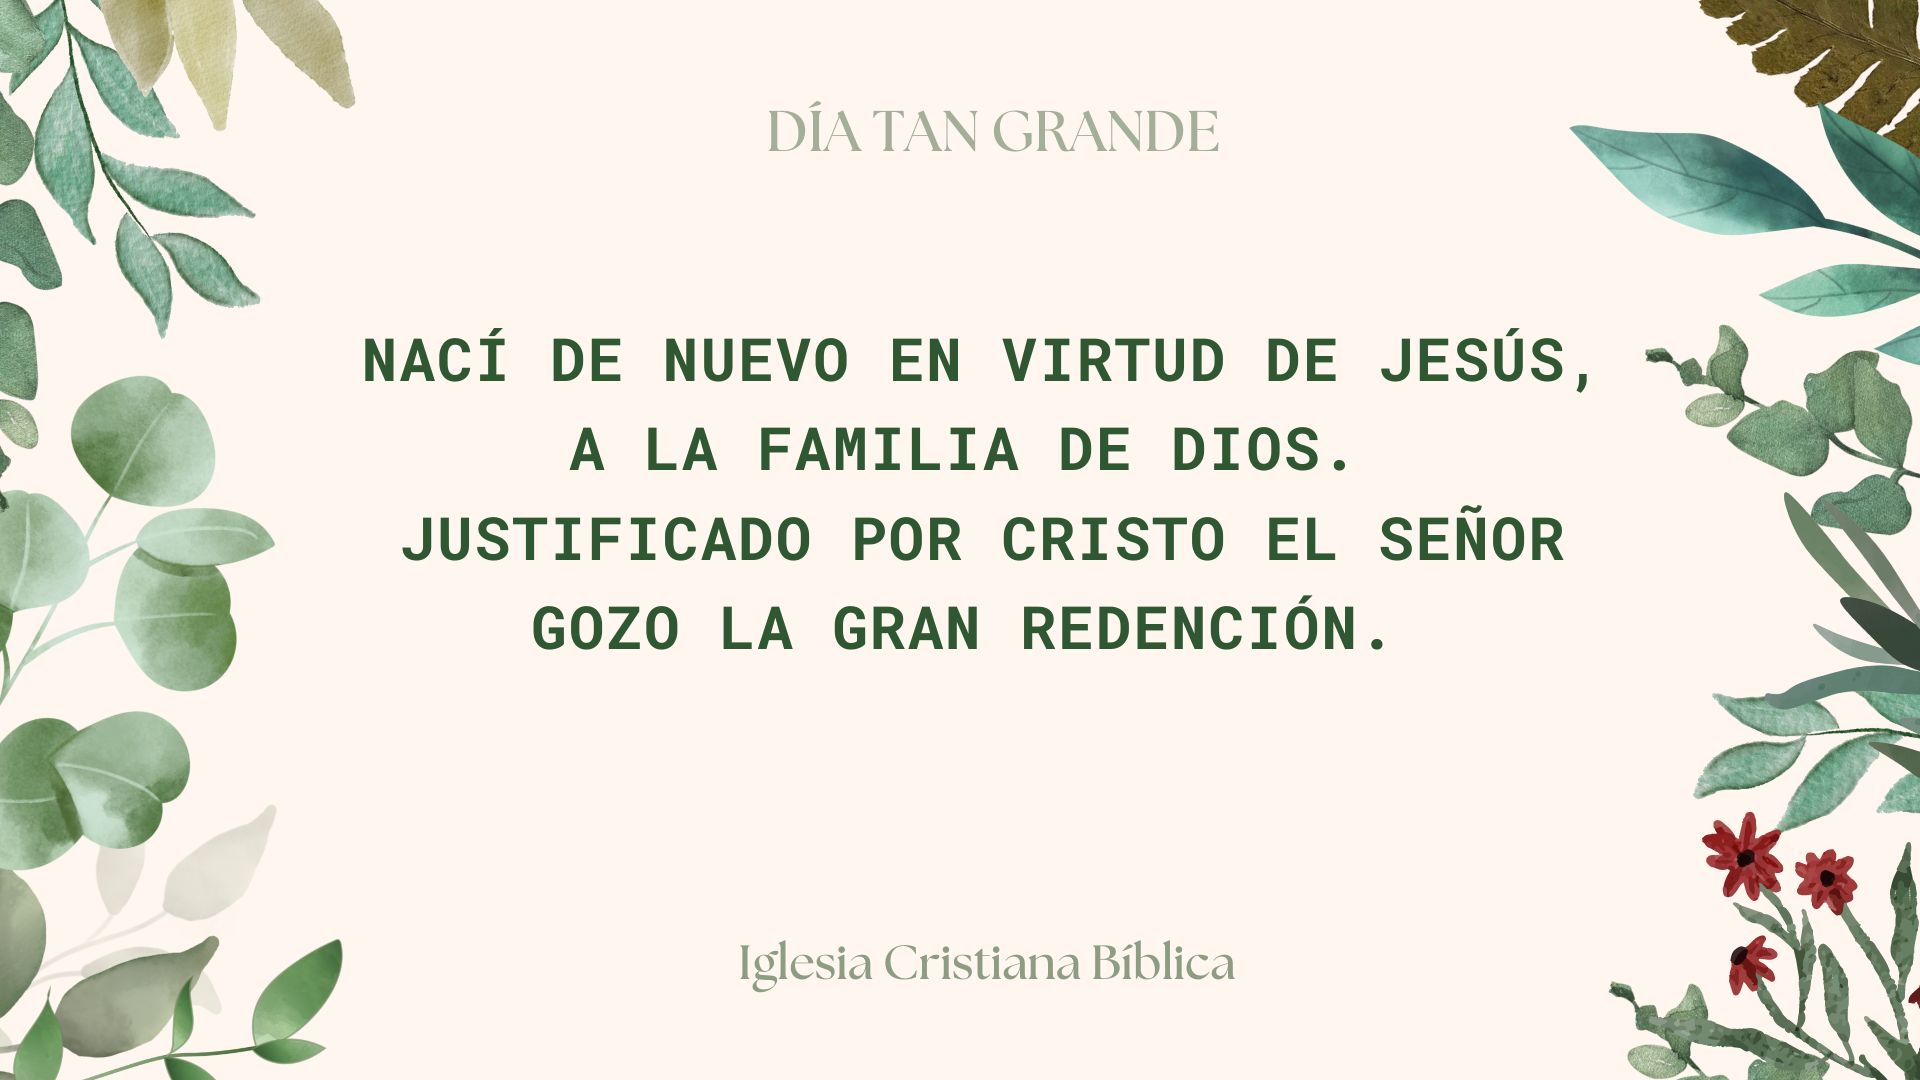 DÍA TAN GRANDE
NACÍ DE NUEVO EN VIRTUD DE JESÚS,
A LA FAMILIA DE DIOS.
JUSTIFICADO POR CRISTO EL SEÑOR
GOZO LA GRAN REDENCIÓN.
Iglesia Cristiana Bíblica